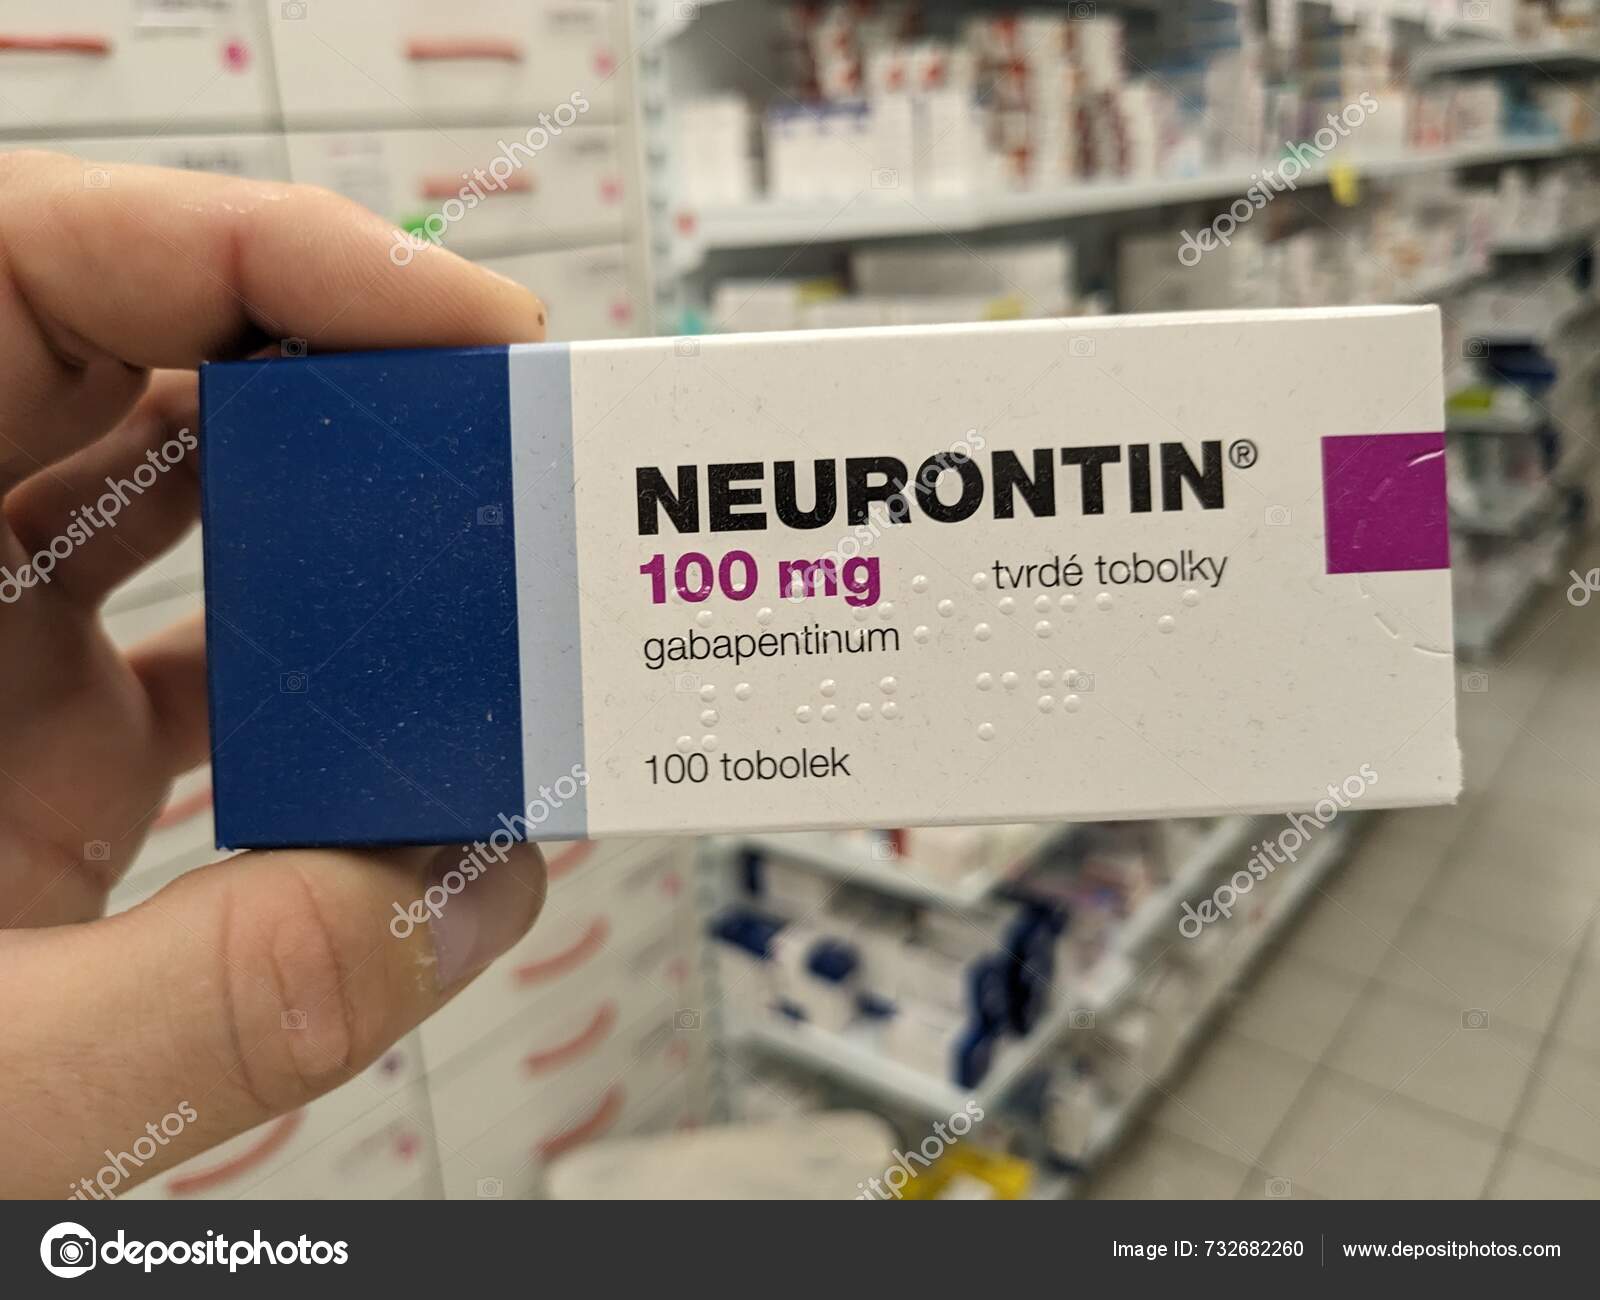 NEURONTIN®
100 mg tvrdé tobolky
gabapentinum
100 tobolek
depositphotos
Image ID: 732682260 www.depositphotos.com